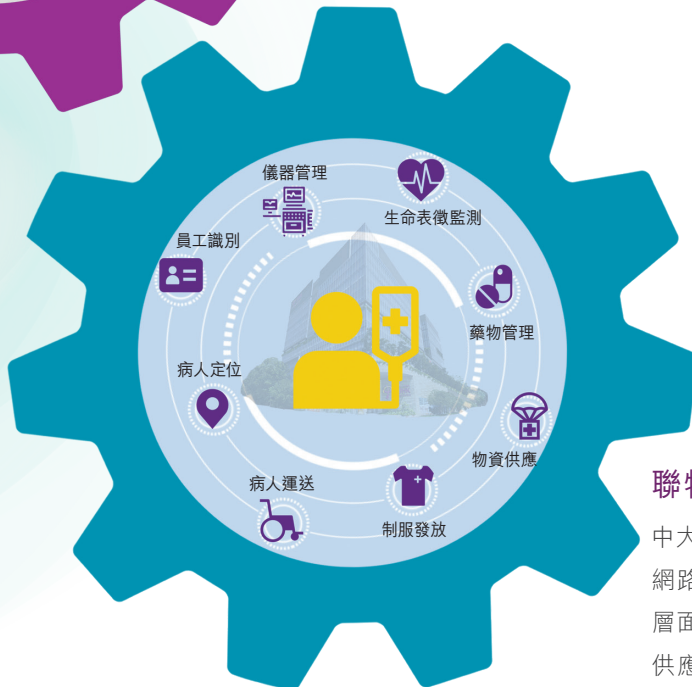 儀器管理
生命表徵監測
員工識別
藥物管理
病人定位
物資供應
病人運送
制服發放
聯
中大
網路
層面
供應